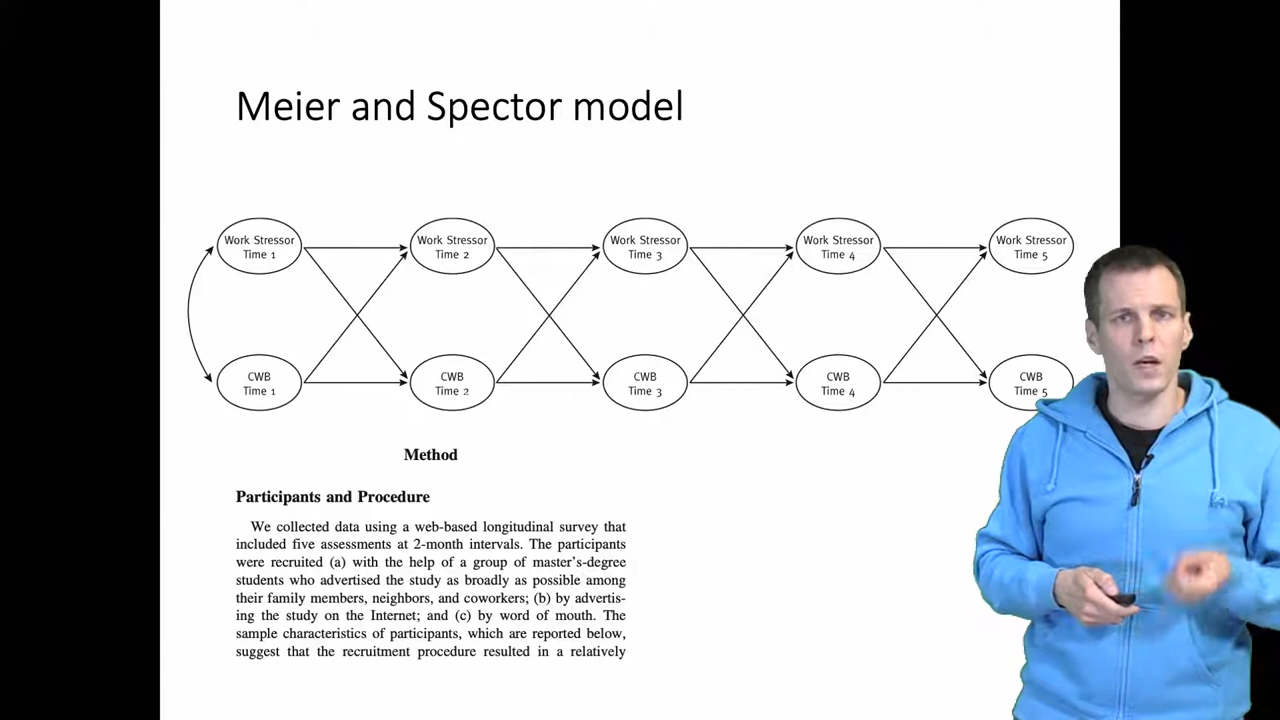 Meier and Spector model
Work Stressor
Time 1
Work Stressor
Time 2
Work Stressor
Time 3
Work Stressor
Time 4
Work Stressor
Time 5
CWB
Time 1
CWB
Time 2
CWB
Time 3
CWB
Time 4
CWB
Time 5
Method
Participants and Procedure
We collected data using a web-based longitudinal survey that
included five assessments at 2-month intervals. The participants
were recruited (a) with the help of a group of master's-degree
students who advertised the study as broadly as possible among
their family members, neighbors, and coworkers; (b) by advertis-
ing the study on the Internet; and (c) by word of mouth. The
sample characteristics of participants, which are reported below,
suggest that the recruitment procedure resulted in a relatively